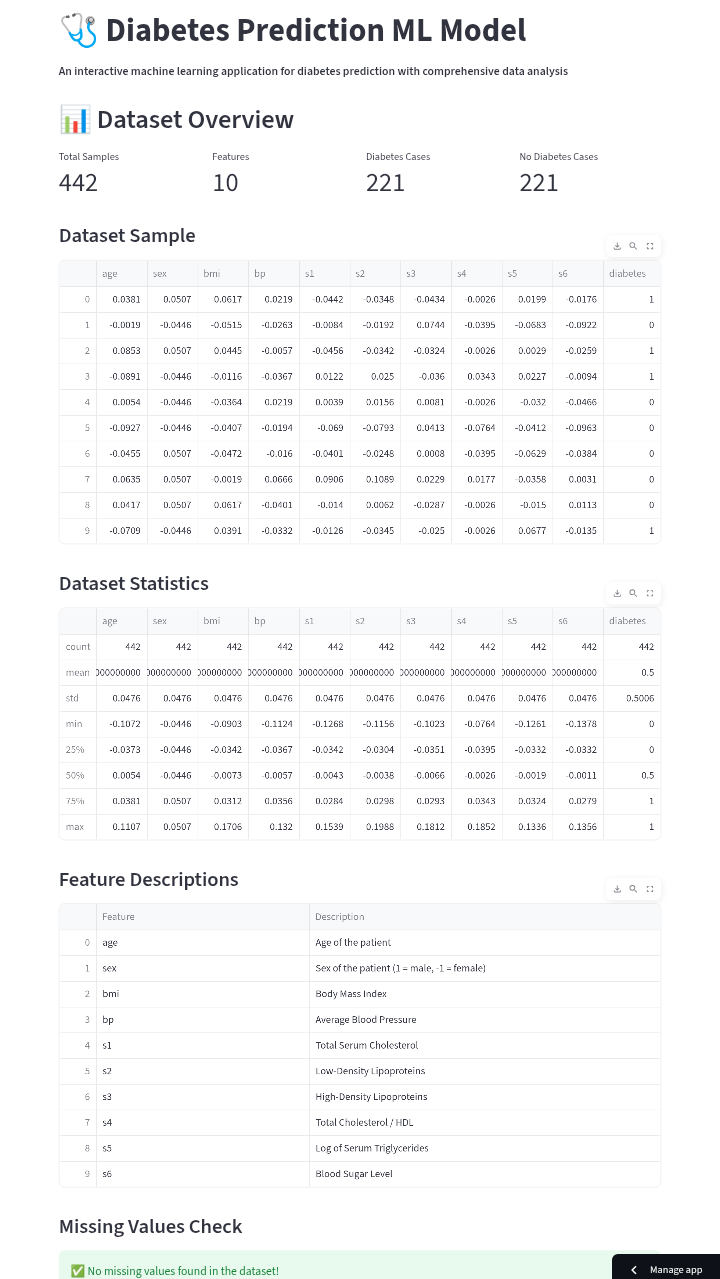 🩺 Diabetes Prediction ML Model
An interactive machine learning application for diabetes prediction with comprehensive data analysis
📊 Dataset Overview
Total Samples Features Diabetes Cases No Diabetes Cases
442 10 221 221
Dataset Sample
age sex bmi bp s1 s2 s3 s4 s5 s6 diabetes
0 0.0381 0.0507 0.0617 0.0219 -0.0442 -0.0348 -0.0434 -0.0026 0.0199 -0.0176 1
1 -0.0019 -0.0446 -0.0515 -0.0263 -0.0084 -0.0192 0.0744 -0.0395 -0.0683 -0.0922 0
2 0.0853 0.0507 0.0445 -0.0057 -0.0456 -0.0342 -0.0324 -0.0026 0.0029 -0.0259 1
3 -0.0891 -0.0446 -0.0116 -0.0367 0.0122 0.025 -0.036 0.0343 0.0227 -0.0094 1
4 0.0054 -0.0446 -0.0364 0.0219 0.0039 0.0156 0.0081 -0.0026 -0.032 -0.0466 0
5 -0.0927 -0.0446 -0.0407 -0.0194 -0.069 -0.0793 0.0413 -0.0764 -0.0412 -0.0963 0
6 -0.0455 0.0507 -0.0472 -0.016 -0.0401 -0.0248 0.0008 -0.0395 -0.0629 -0.0384 0
7 0.0635 0.0507 -0.0019 0.0666 0.0906 0.1089 0.0229 0.0177 -0.0358 0.0031 0
8 0.0417 0.0507 0.0617 -0.0401 -0.014 0.0062 -0.0287 -0.0026 -0.015 0.0113 0
9 -0.0709 -0.0446 0.0391 -0.0332 -0.0126 -0.0345 -0.025 -0.0026 0.0677 -0.0135 1
Dataset Statistics
age sex bmi bp s1 s2 s3 s4 s5 s6 diabetes
count 442 442 442 442 442 442 442 442 442 442 442
mean 000000000 000000000 000000000 000000000 000000000 000000000 000000000 000000000 000000000 000000000 0.5
std 0.0476 0.0476 0.0476 0.0476 0.0476 0.0476 0.0476 0.0476 0.0476 0.0476 0.5006
min -0.1072 -0.0446 -0.0903 -0.1124 -0.1268 -0.1156 -0.1023 -0.0764 -0.1261 -0.1378 0
25% -0.0373 -0.0446 -0.0342 -0.0367 -0.0342 -0.0304 -0.0351 -0.0395 -0.0332 -0.0332 0
50% 0.0054 -0.0446 -0.0073 -0.0057 -0.0043 -0.0038 -0.0066 -0.0026 -0.0019 -0.0011 0.5
75% 0.0381 0.0507 0.0312 0.0356 0.0284 0.0298 0.0293 0.0343 0.0324 0.0279 1
max 0.1107 0.0507 0.1706 0.132 0.1539 0.1988 0.1812 0.1852 0.1336 0.1356 1
Feature Descriptions
Feature Description
0 age Age of the patient
1 sex Sex of the patient (1 = male, -1 = female)
2 bmi Body Mass Index
3 bp Average Blood Pressure
4 s1 Total Serum Cholesterol
5 s2 Low-Density Lipoproteins
6 s3 High-Density Lipoproteins
7 s4 Total Cholesterol / HDL
8 s5 Log of Serum Triglycerides
9 s6 Blood Sugar Level
Missing Values Check
✅ No missing values found in the dataset!
Manage app